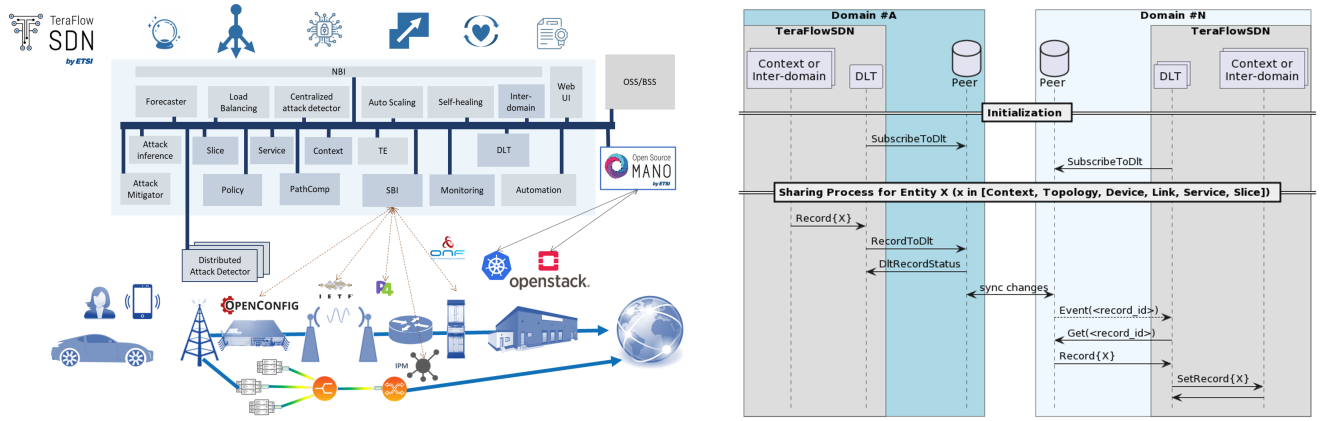 TeraFlow
SDN
by ETSI
NBI
Forecaster
Load
Balancing
Centralized
attack detector
Auto Scaling
Self-healing
Inter-
domain
Web
UI
OSS/BSS
Attack
inference
Slice
Service
Context
TE
DLT
Open Source
MANO
by ETSI
Attack
Mitigator
Policy
PathComp
SBI
Monitoring
Automation
Distributed
Attack Detector
ONF
openstack.
OPENCONFIG
IETF
P4
IPM
Domain #A
Domain #N
TeraFlowSDN
TeraFlowSDN
Context or
Inter-domain
DLT
Peer
Peer
DLT
Context or
Inter-domain
Initialization
SubscribeToDlt
SubscribeToDlt
Sharing Process for Entity X (x in [Context, Topology, Device, Link, Service, Slice])
Record{X}
RecordToDlt
DltRecordStatus
sync changes
Event(<record_id>)
Get(<record_id>)
Record{X}
SetRecord{X}